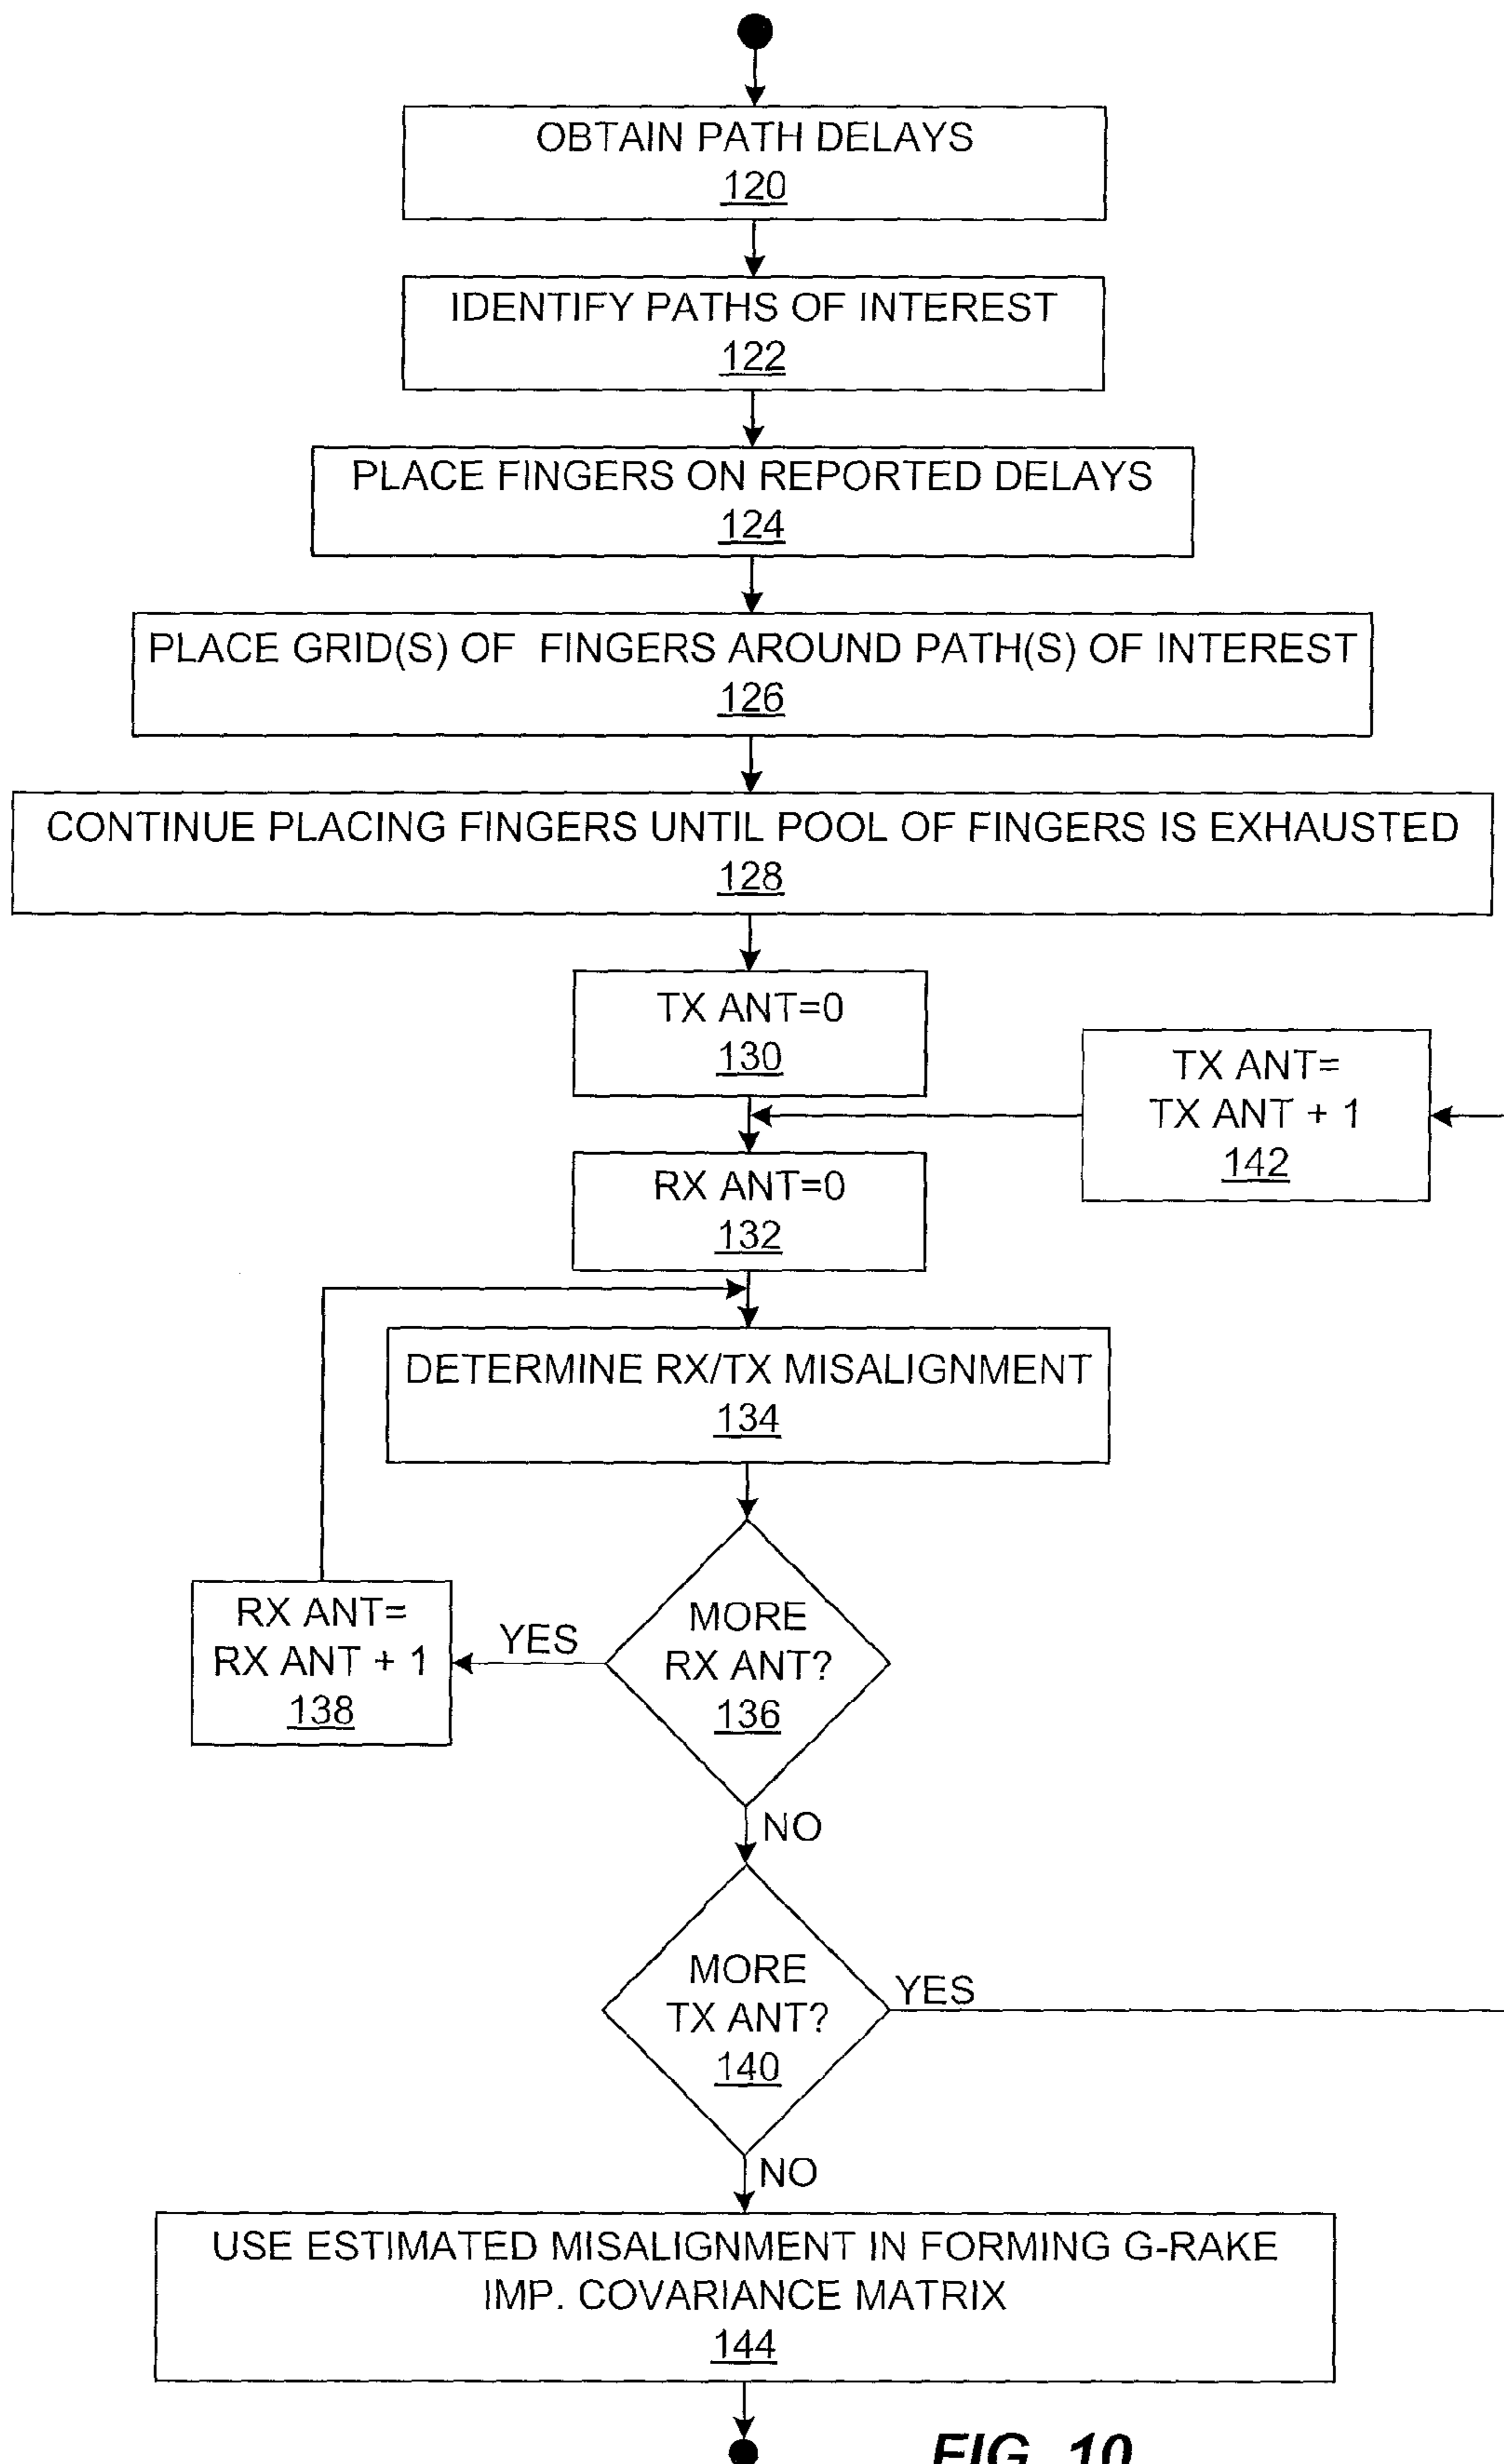 OBTAIN PATH DELAYS
120
IDENTIFY PATHS OF INTEREST
122
PLACE FINGERS ON REPORTED DELAYS
124
PLACE GRID(S) OF FINGERS AROUND PATH(S) OF INTEREST
126
CONTINUE PLACING FINGERS UNTIL POOL OF FINGERS IS EXHAUSTED
128
TX ANT=0
130
TX ANT=
TX ANT + 1
142
RX ANT=0
132
DETERMINE RX/TX MISALIGNMENT
134
MORE
RX ANT?
136
YES
RX ANT=
RX ANT + 1
138
NO
MORE
TX ANT?
140
YES
NO
USE ESTIMATED MISALIGNMENT IN FORMING G-RAKE
IMP. COVARIANCE MATRIX
144
FIG. 10